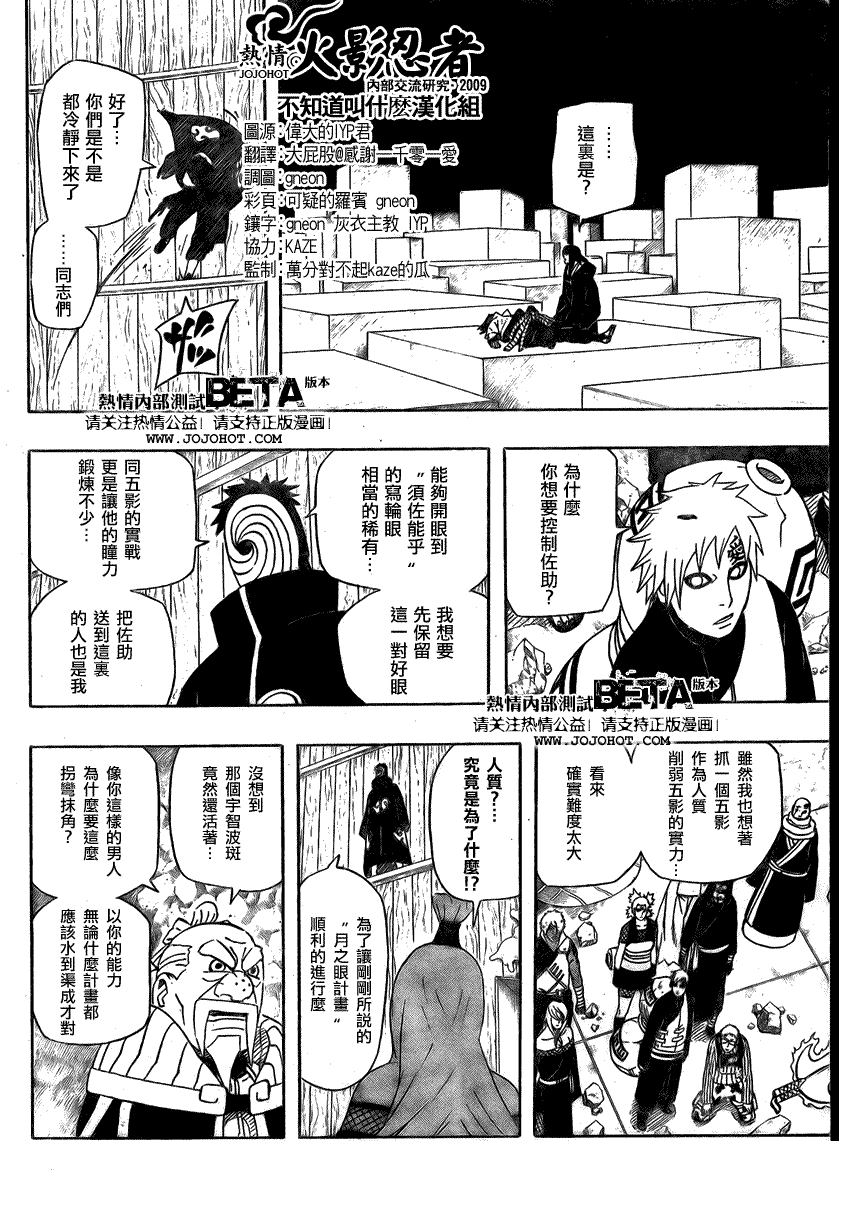 熱情
JOJOHOT
火影忍者
內部交流研究,2009
不知道叫什麽漢化組
圖源:偉大的IYP君
翻譯:大屁股@感謝一千零一愛
調圖:gneon
彩頁:可疑的羅賓 gneon
鑲字:gneon 灰衣主教 IYP
協力:KAZE
監制:萬分對不起kaze的瓜
……
這裏是?
好了…
你們是不是
都冷靜下來了
……同志們
ザッ
熱情內部測試BETA版本
请关注热情公益! 请支持正版漫画!
WWW.JOJOHOT.COM
為什麼
你想要控制佐助?
能夠開眼到
“須佐能乎“
的寫輪眼
相當的稀有…
我想要
先保留
這一對好眼
同五影的實戰
更是讓他的瞳力
鍛煉不少…
把佐助
送到這裏
的人也是我
熱情內部測試BETA版本
请关注热情公益! 请支持正版漫画!
WWW.JOJOHOT.COM
雖然我也想著
抓一個五影
作為人質
削弱五影的實力…
看來
確實難度太大
人質?……
究竟是為了什麼!?
為了讓剛剛所說的
“月之眼計畫“
順利的進行麼
沒想到
那個宇智波斑
竟然還活著…
像你這樣的男人
為什麼要這麼
拐彎抹角?
以你的能力
無論什麼計畫都
應該水到渠成才對